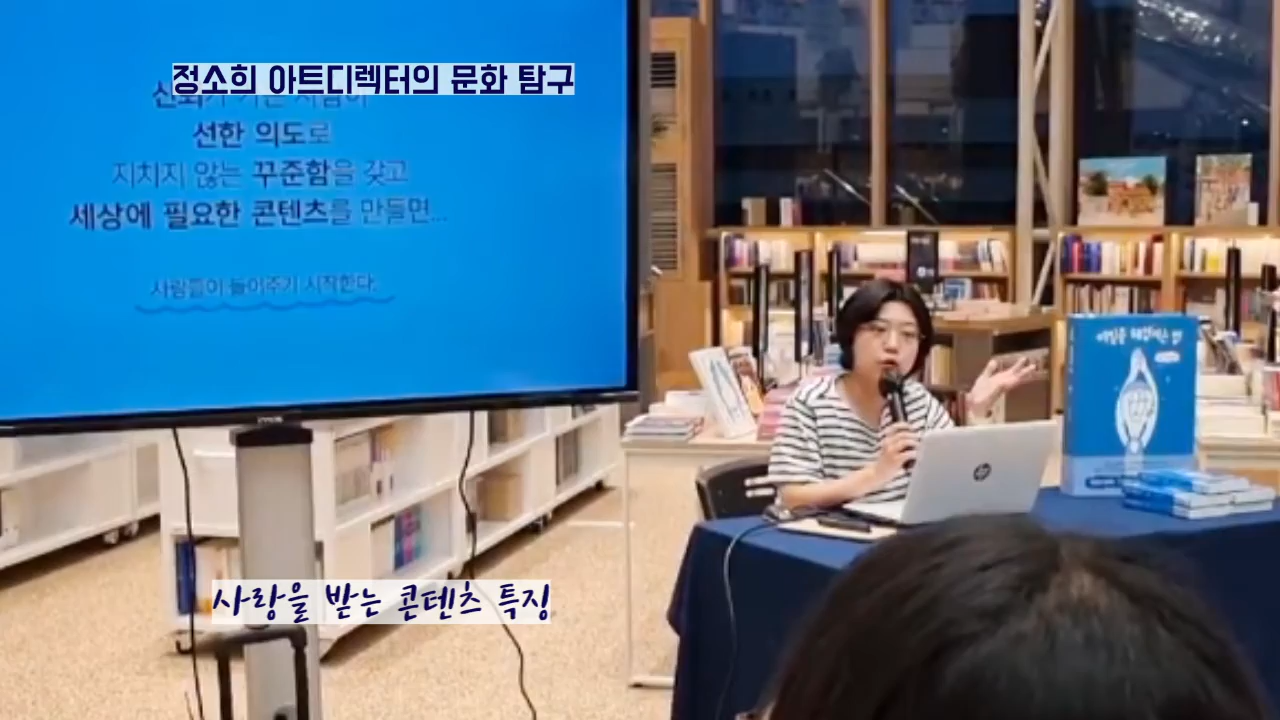 정소희 아트디렉터의 문화 탐구
선한 의도로
지치지 않는 꾸준함을 갖고
세상에 필요한 콘텐츠를 만들면...
사람들이 들어주기 시작한다.
사랑을 받는 콘텐츠 특징
hp